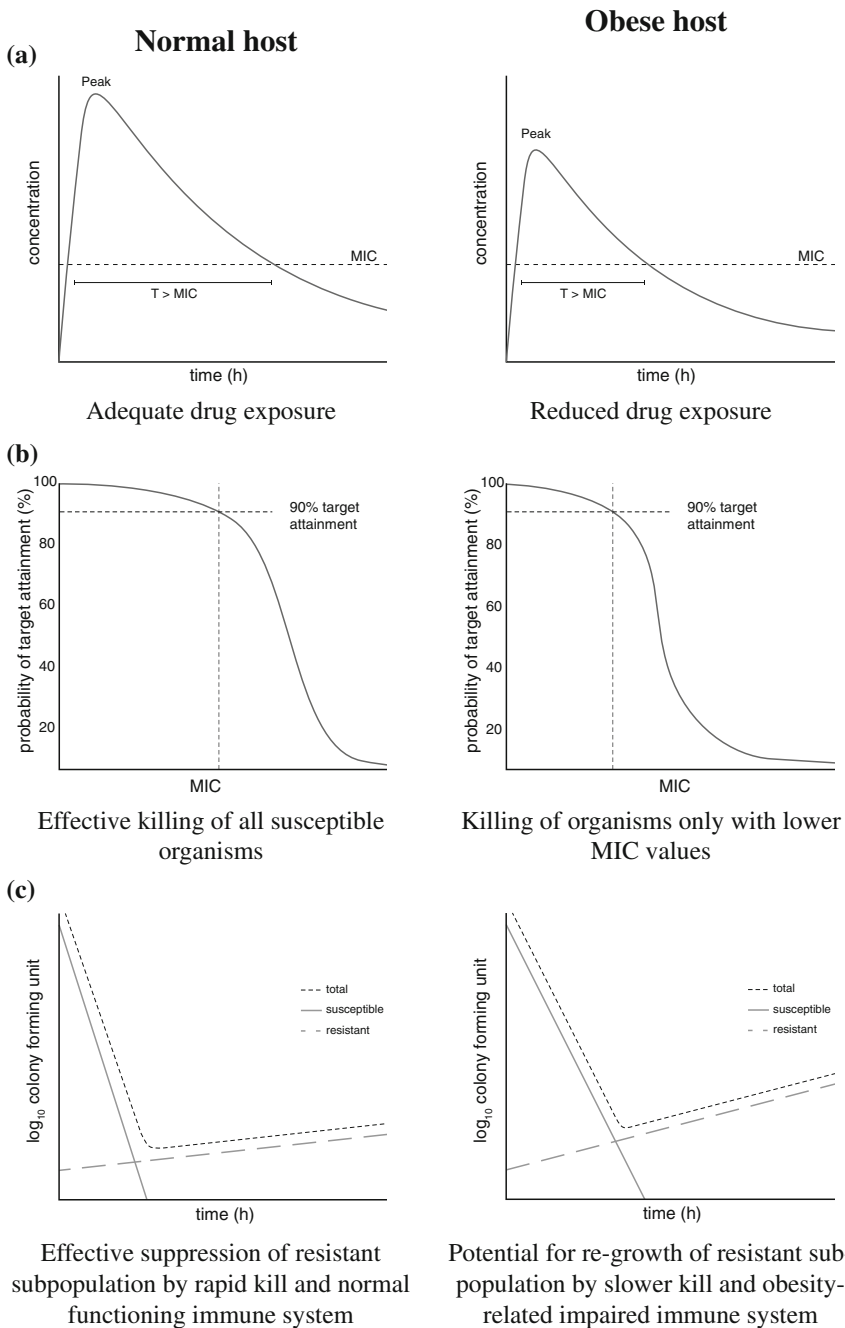 Normal host
Obese host
(a)
Peak
concentration
MIC
T > MIC
time (h)
Adequate drug exposure
Peak
concentration
MIC
T > MIC
time (h)
Reduced drug exposure
(b)
probability of target attainment (%)
100
80
60
40
20
90% target
attainment
MIC
Effective killing of all susceptible
organisms
probability of target attainment (%)
100
80
60
40
20
90% target
attainment
MIC
Killing of organisms only with lower
MIC values
(c)
log10 colony forming unit
total
susceptible
resistant
time (h)
Effective suppression of resistant
subpopulation by rapid kill and normal
functioning immune system
log10 colony forming unit
total
susceptible
resistant
time (h)
Potential for re-growth of resistant sub
population by slower kill and obesity-
related impaired immune system